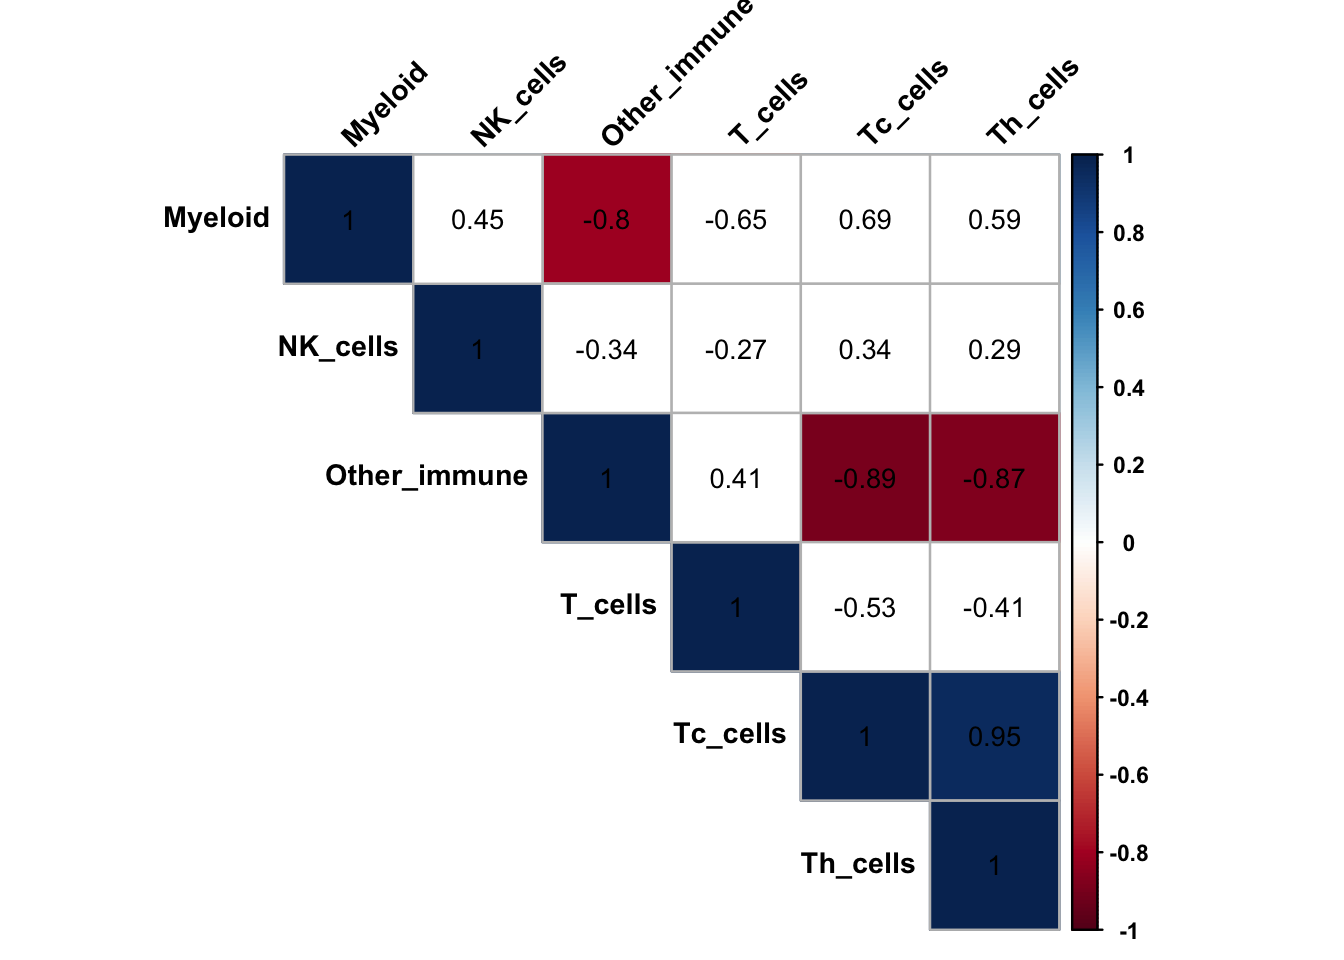 Myeloid
NK_cells
Other_immune
T_cells
Tc_cells
Th_cells
Myeloid 1 0.45 -0.8 -0.65 0.69 0.59
NK_cells 1 -0.34 -0.27 0.34 0.29
Other_immune 1 0.41 -0.89 -0.87
T_cells 1 -0.53 -0.41
Tc_cells 1 0.95
Th_cells 1
1
0.8
0.6
0.4
0.2
0
-0.2
-0.4
-0.6
-0.8
-1